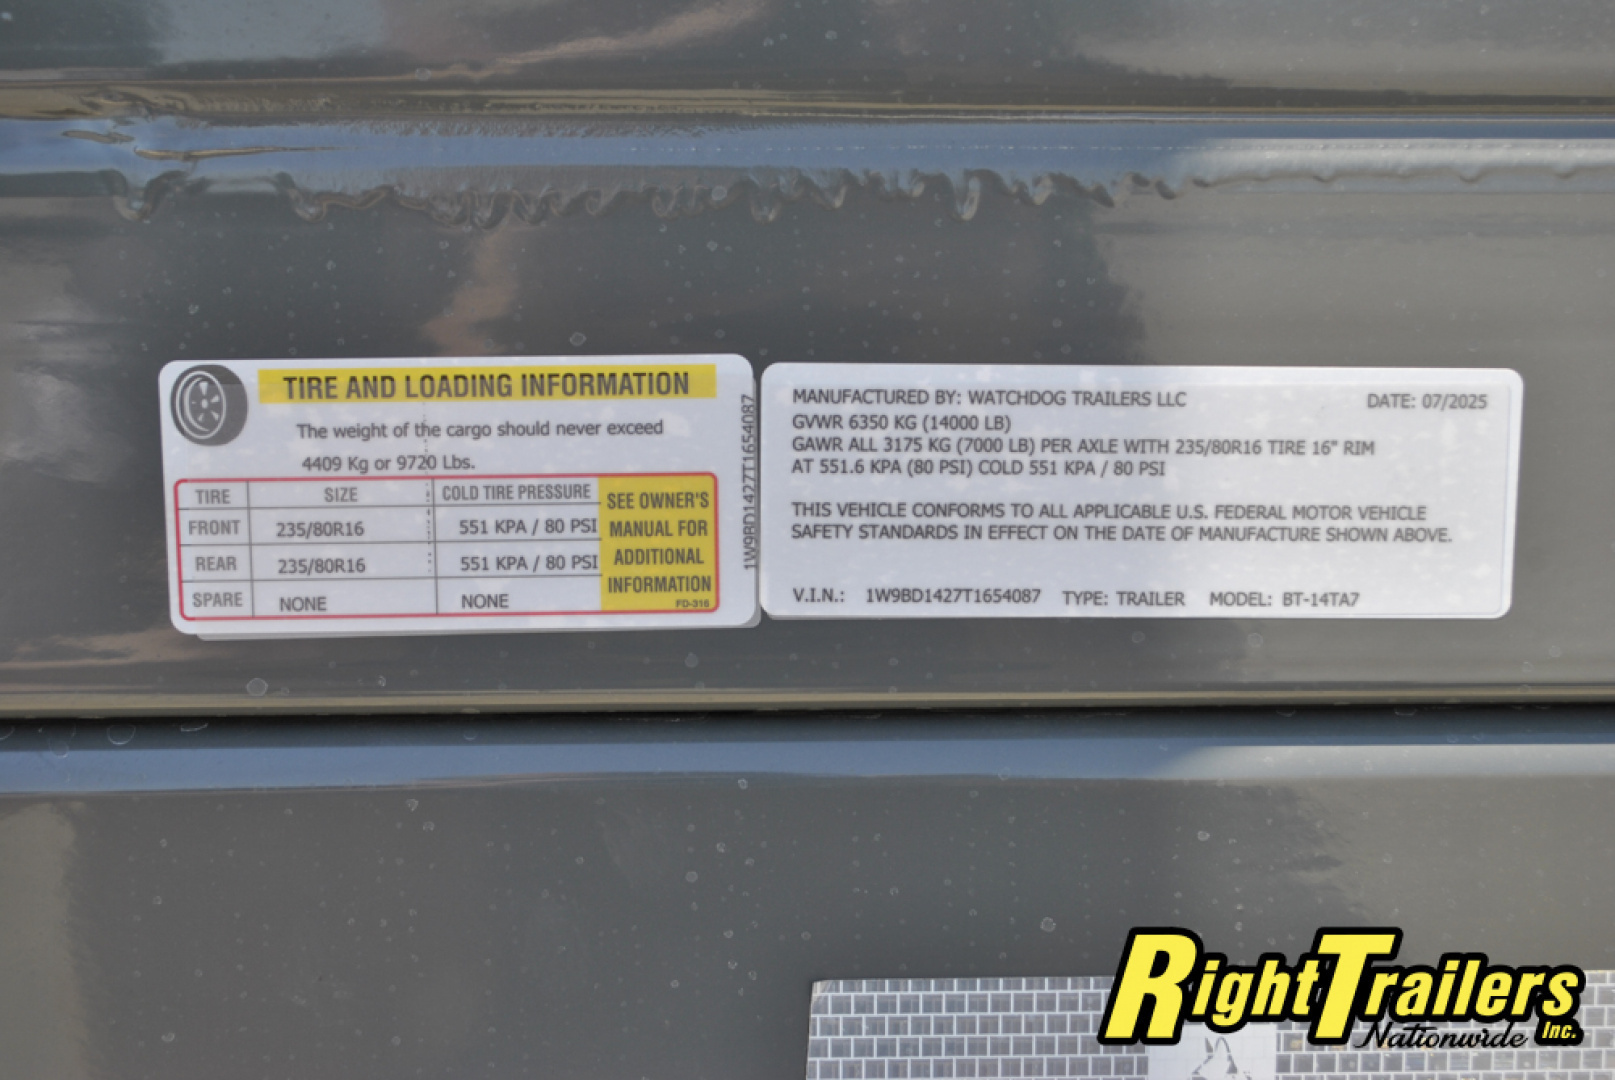 TIRE AND LOADING INFORMATION
The weight of the cargo should never exceed
4409 Kg or 9720 Lbs.
TIRE SIZE COLD TIRE PRESSURE
FRONT 235/80R16 551 KPA / 80 PSI
REAR 235/80R16 551 KPA / 80 PSI
SPARE NONE NONE
SEE OWNER'S
MANUAL FOR
ADDITIONAL
INFORMATION
FD-316
1W9BD1427T1654087
MANUFACTURED BY: WATCHDOG TRAILERS LLC DATE: 07/2025
GVWR 6350 KG (14000 LB)
GAWR ALL 3175 KG (7000 LB) PER AXLE WITH 235/80R16 TIRE 16" RIM
AT 551.6 KPA (80 PSI) COLD 551 KPA / 80 PSI
THIS VEHICLE CONFORMS TO ALL APPLICABLE U.S. FEDERAL MOTOR VEHICLE
SAFETY STANDARDS IN EFFECT ON THE DATE OF MANUFACTURE SHOWN ABOVE.
V.I.N.: 1W9BD1427T1654087 TYPE: TRAILER MODEL: BT-14TA7
RightTrailers Inc.
Nationwide